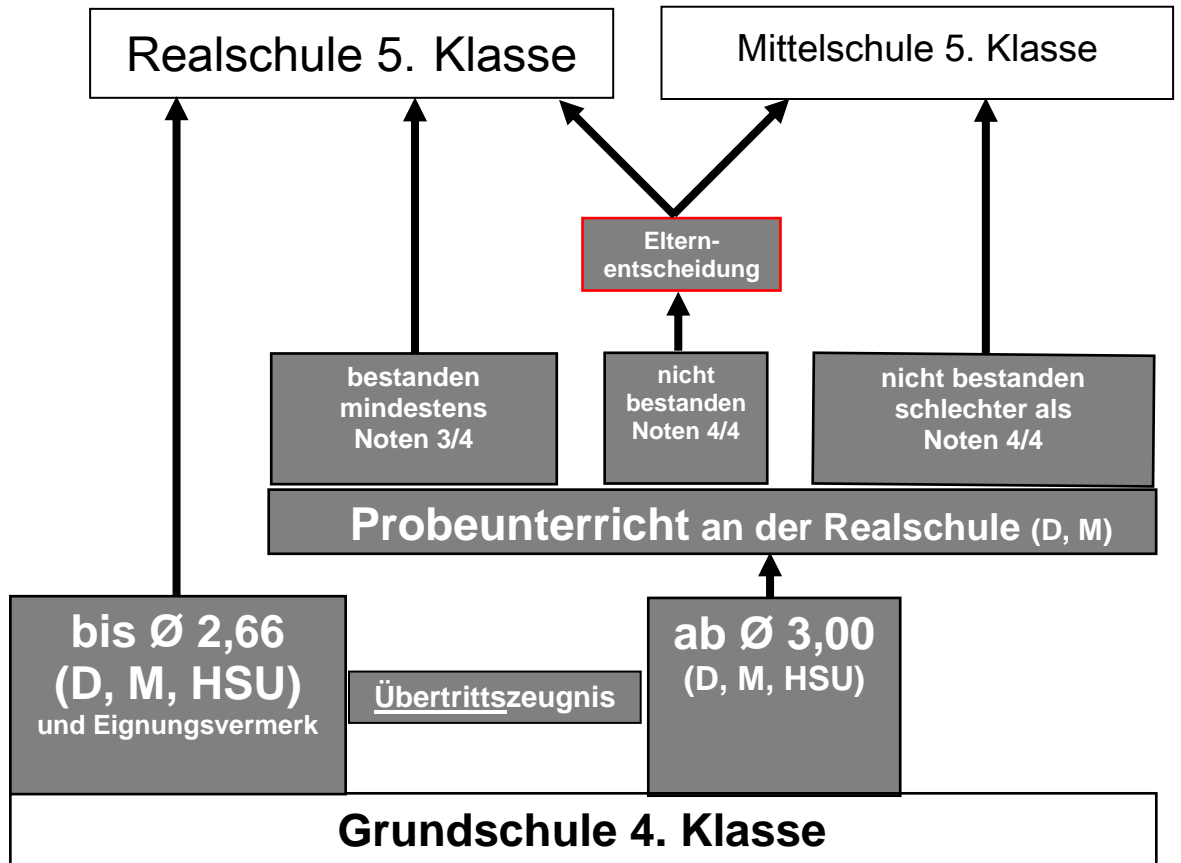 Realschule 5. Klasse
Mittelschule 5. Klasse
Eltern-
entscheidung
bestanden
mindestens
Noten 3/4
nicht
bestanden
Noten 4/4
nicht bestanden
schlechter als
Noten 4/4
Probeunterricht an der Realschule (D, M)
bis Ø 2,66
(D, M, HSU)
und Eignungsvermerk
Übertrittszeugnis
ab Ø 3,00
(D, M, HSU)
Grundschule 4. Klasse